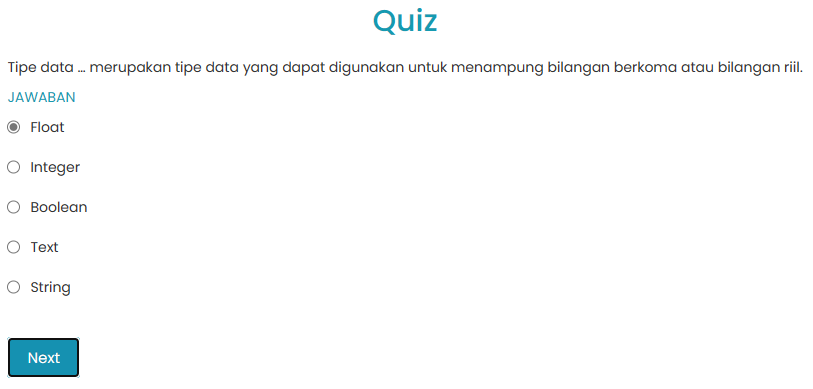 Quiz
Tipe data ... merupakan tipe data yang dapat digunakan untuk menampung bilangan berkoma atau bilangan riil.
JAWABAN
Float
Integer
Boolean
Text
String
Next